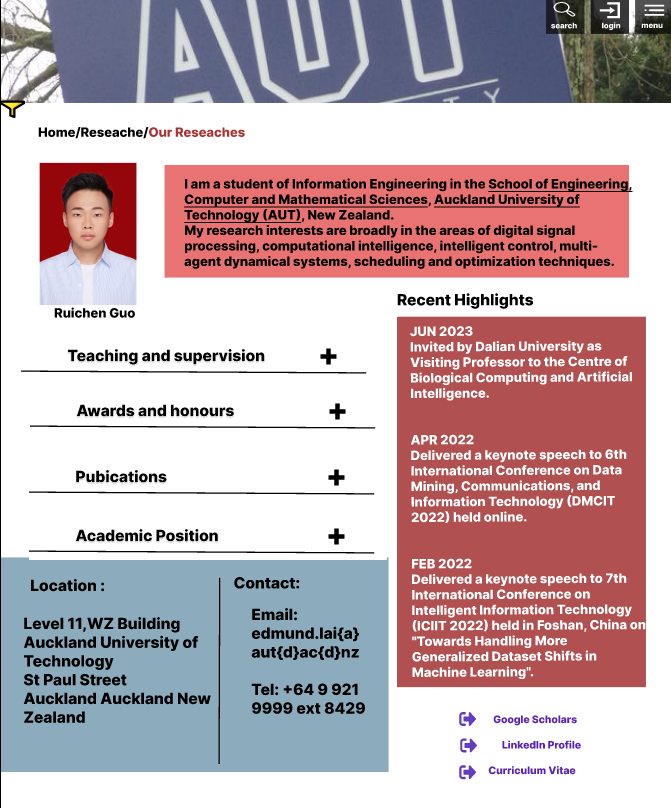 AUT
search login menu
Home/Reseache/Our Reseaches
I am a student of Information Engineering in the School of Engineering,
Computer and Mathematical Sciences, Auckland University of
Technology (AUT), New Zealand.
My research interests are broadly in the areas of digital signal
processing, computational intelligence, intelligent control, multi-
agent dynamical systems, scheduling and optimization techniques.
Ruichen Guo
Teaching and supervision
Awards and honours
Pubications
Academic Position
Recent Highlights
JUN 2023
Invited by Dalian University as
Visiting Professor to the Centre of
Biological Computing and Artificial
Intelligence.
APR 2022
Delivered a keynote speech to 6th
International Conference on Data
Mining, Communications, and
Information Technology (DMCIT
2022) held online.
FEB 2022
Delivered a keynote speech to 7th
International Conference on
Intelligent Information Technology
(ICIIT 2022) held in Foshan, China on
"Towards Handling More
Generalized Dataset Shifts in
Machine Learning".
Location :
Level 11,WZ Building
Auckland University of
Technology
St Paul Street
Auckland Auckland New
Zealand
Contact:
Email:
edmund.lai{a}
aut{d}ac{d}nz
Tel: +64 9 921
9999 ext 8429
Google Scholars
LinkedIn Profile
Curriculum Vitae